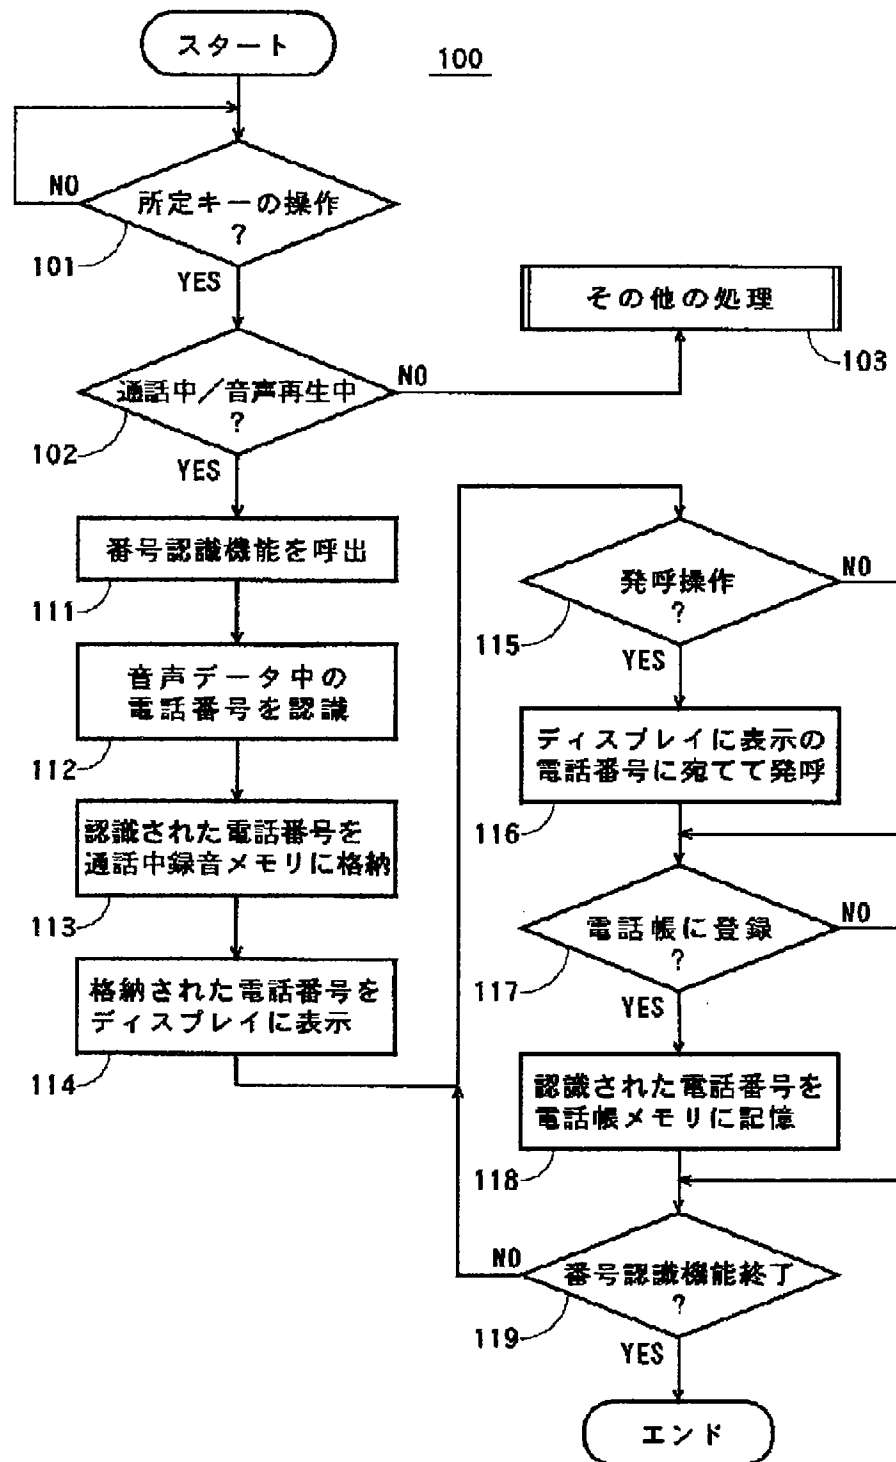 スタート
100
所定キーの操作
?
NO
101
YES
通話中/音声再生中
?
NO
102
YES
その他の処理
103
番号認識機能を呼出
111
音声データ中の
電話番号を認識
112
認識された電話番号を
通話中録音メモリに格納
113
格納された電話番号を
ディスプレイに表示
114
発呼操作
?
NO
115
YES
ディスプレイに表示の
電話番号に宛てて発呼
116
電話帳に登録
?
NO
117
YES
認識された電話番号を
電話帳メモリに記憶
118
番号認識機能終了
?
NO
119
YES
エンド